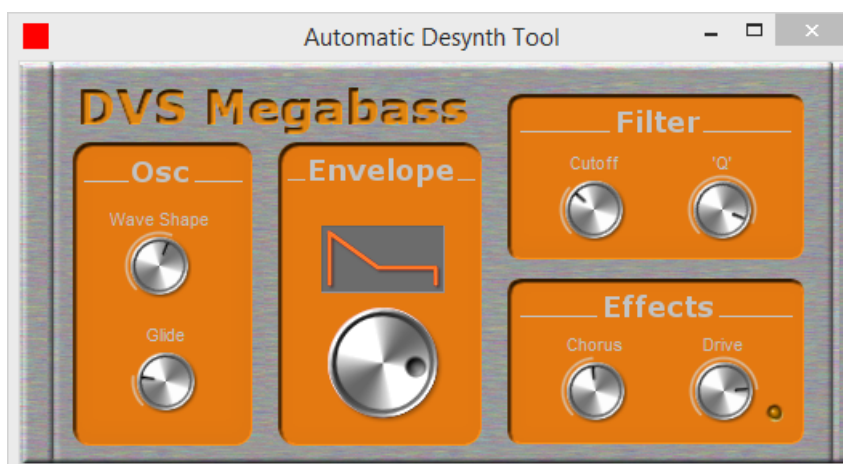 Automatic Desynth Tool
DVS Megabass
Osc
Wave Shape
Glide
Envelope
Filter
Cutoff
'Q'
Effects
Chorus
Drive